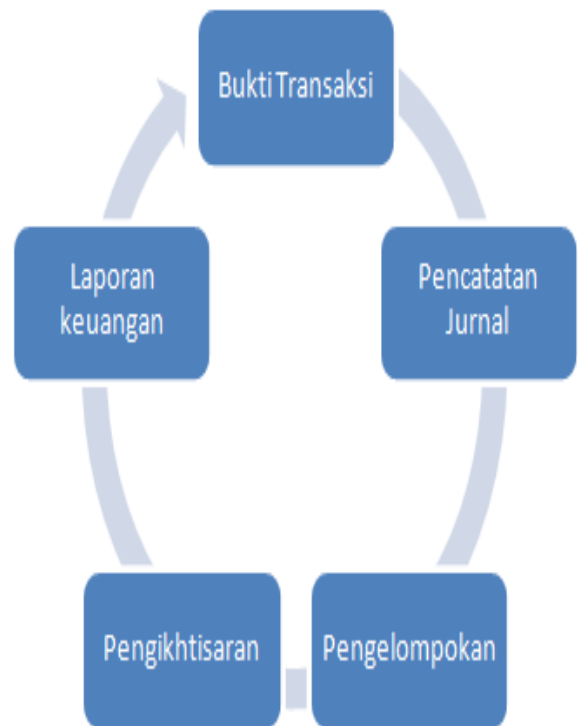 Bukti Transaksi
Pencatatan
Jurnal
Pengelompokan
Pengikhtisaran
Laporan
keuangan